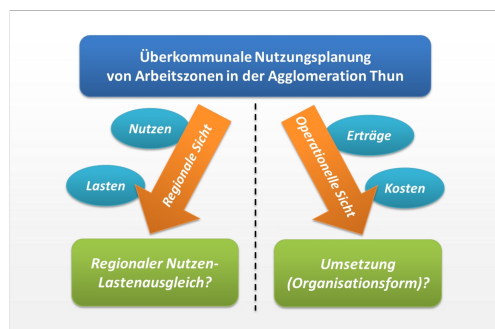 Überkommunale Nutzungsplanung
von Arbeitszonen in der Agglomeration Thun
Nutzen
Lasten
Regionale Sicht
Operationelle Sicht
Erträge
Kosten
Regionaler Nutzen-
Lastenausgleich?
Umsetzung
(Organisationsform)?